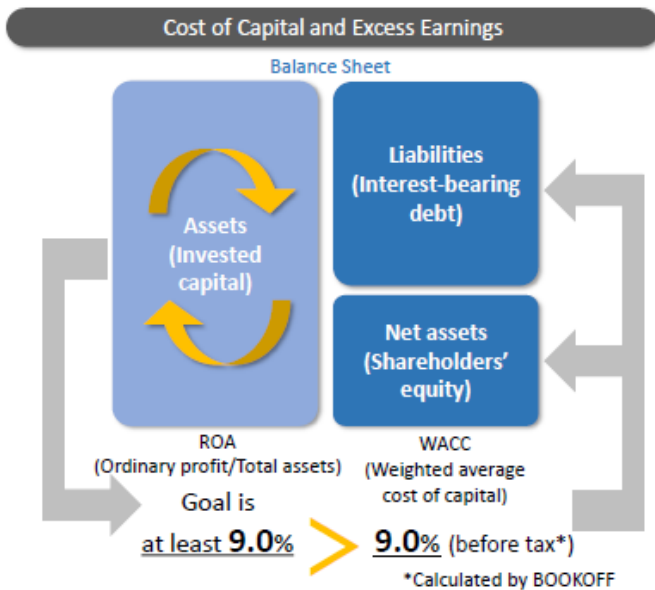 Cost of Capital and Excess Earnings
Balance Sheet
Assets
(Invested
capital)
Liabilities
(Interest-bearing
debt)
Net assets
(Shareholders'
equity)
ROA
(Ordinary profit/Total assets)
Goal is
at least 9.0%
WACC
(Weighted average
cost of capital)
>
9.0% (before tax*)
*Calculated by BOOKOFF